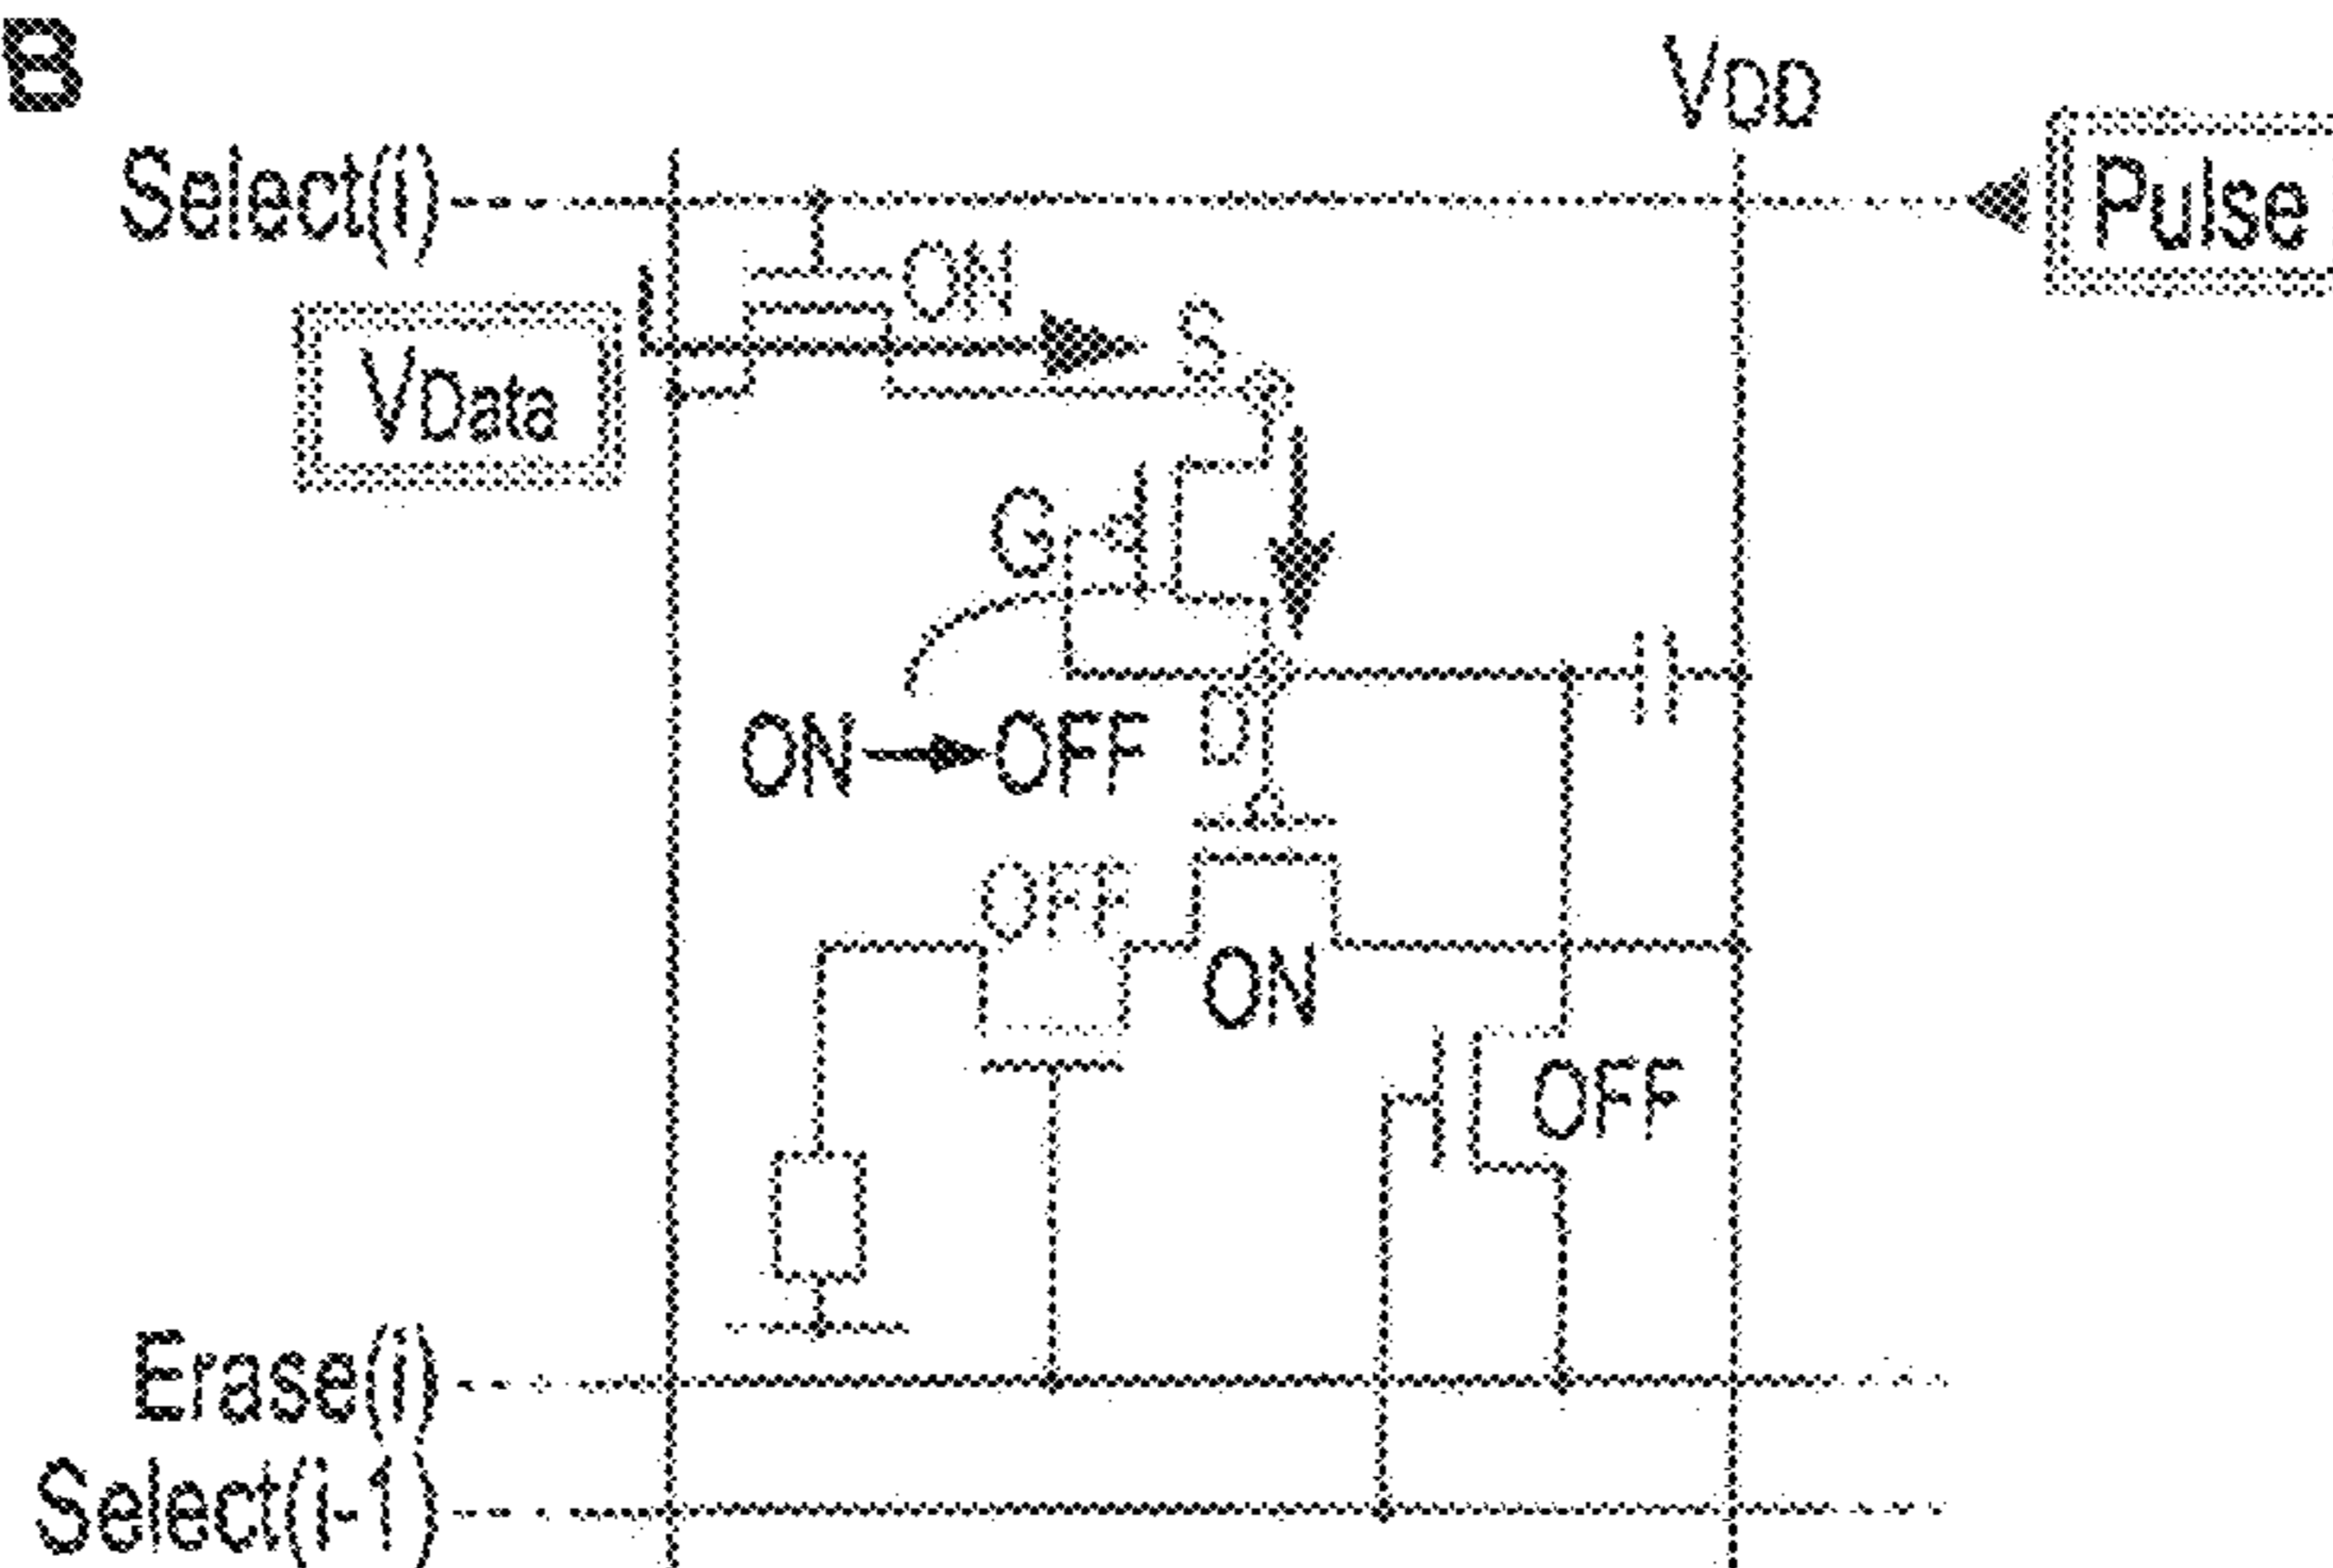 B
VDD
Select(i)
Pulse
ON
S
VData
G
ON OFF
D
OFF
ON
OFF
Erase(i)
Select(i-1)